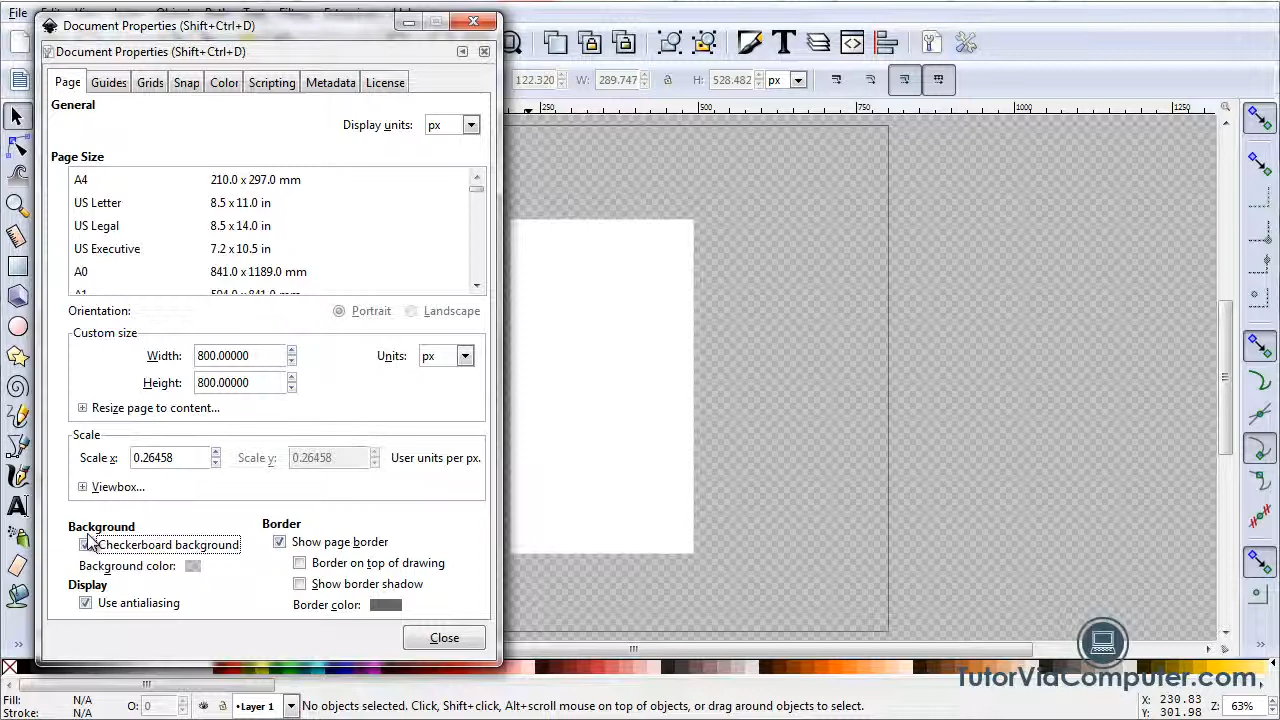 File
Document Properties (Shift+Ctrl+D)
Document Properties (Shift+Ctrl+D)
122.320 W: 289.747 H: 528.482 px
Page Guides Grids Snap Color Scripting Metadata License
250 500 750 1000 1250
General
Display units: px
Page Size
A4 210.0 x 297.0 mm
US Letter 8.5 x 11.0 in
US Legal 8.5 x 14.0 in
US Executive 7.2 x 10.5 in
A0 841.0 x 1189.0 mm
A1 594.0 x 841.0 mm
Orientation: Portrait Landscape
Custom size
Width: 800.00000 Units: px
Height: 800.00000
Resize page to content...
Scale
Scale x: 0.26458 Scale y: 0.26458 User units per px.
Viewbox...
Background
Checkerboard background
Background color:
Border
Show page border
Border on top of drawing
Show border shadow
Border color:
Display
Use antialiasing
Close
TutorVidComputer.com
Fill: N/A
Stroke: N/A
O: 0
•Layer 1
No objects selected. Click, Shift+click, Alt+scroll mouse on top of objects, or drag around objects to select.
X: 230.83
Y: 301.98
Z: 63%